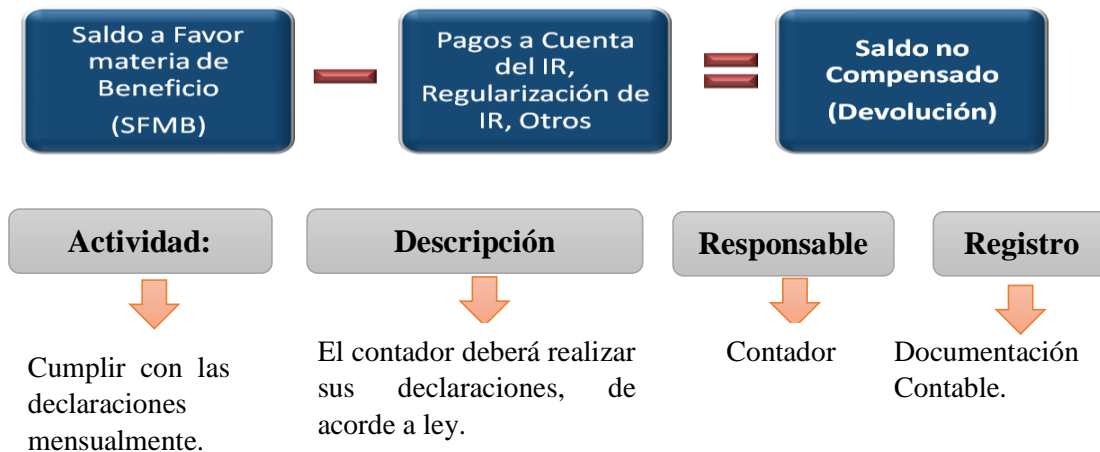 Saldo a Favor
materia de
Beneficio
(SFMB)
Pagos a Cuenta
del IR,
Regularización de
IR, Otros
Saldo no
Compensado
(Devolución)
Actividad:
Descripción
Responsable
Registro
Cumplir con las
declaraciones
mensualmente.
El contador deberá realizar
sus declaraciones, de
acorde a ley.
Contador
Documentación
Contable.